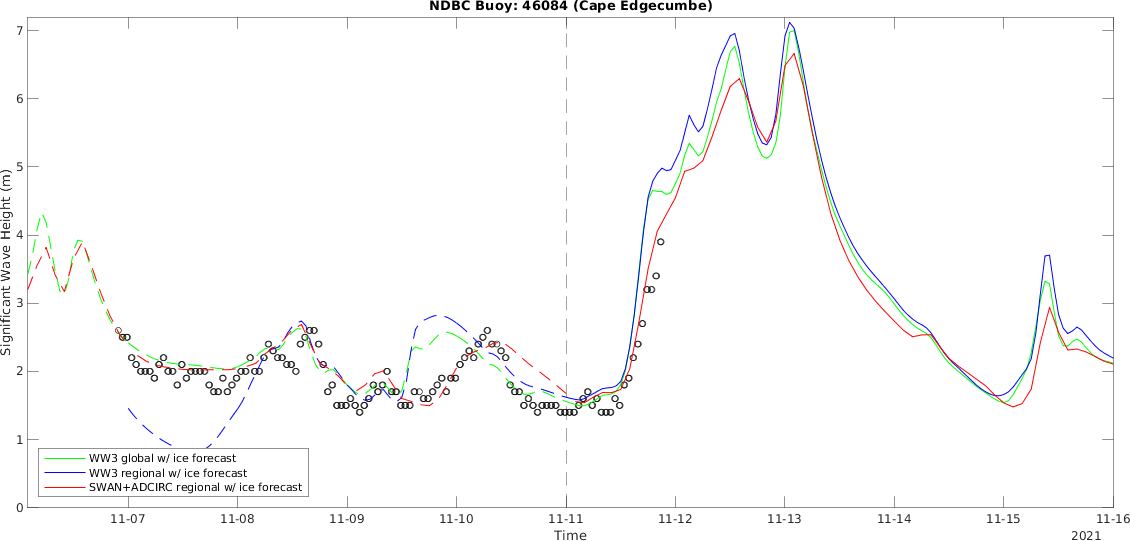 NDBC Buoy: 46084 (Cape Edgecumbe)
7
6
5
4
3
2
1
0
Significant Wave Height (m)
WW3 global w/ ice forecast
WW3 regional w/ ice forecast
SWAN+ADCIRC regional w/ ice forecast
11-07 11-08 11-09 11-10 11-11 11-12 11-13 11-14 11-15 11-16
Time
2021